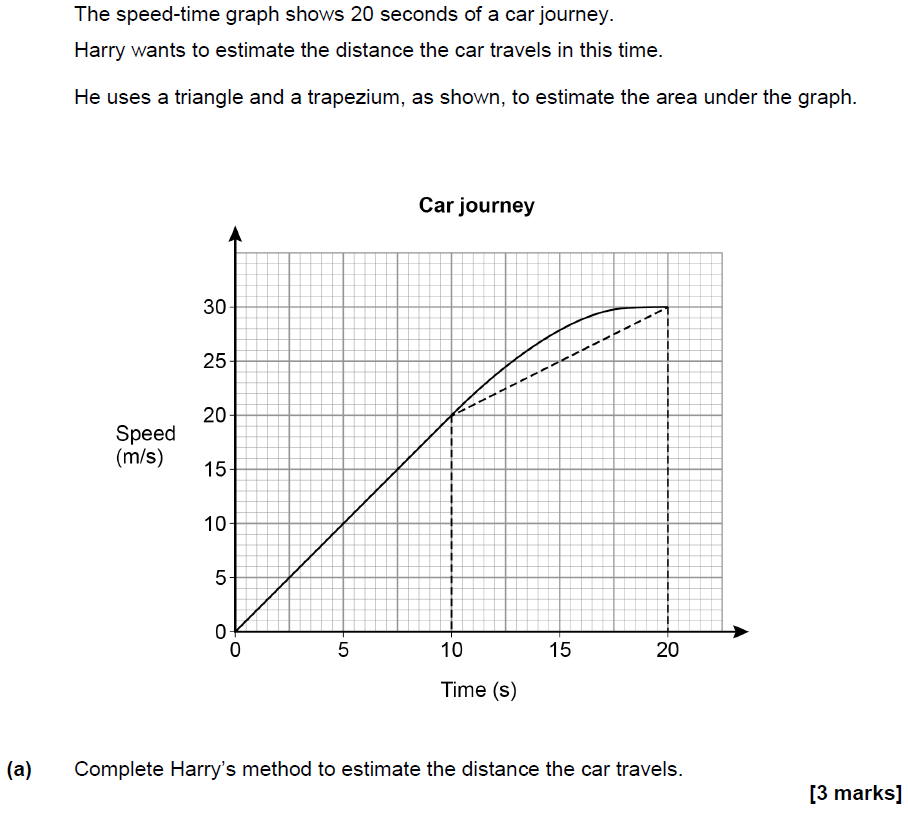 The speed-time graph shows 20 seconds of a car journey.
Harry wants to estimate the distance the car travels in this time.
He uses a triangle and a trapezium, as shown, to estimate the area under the graph.
Car journey
30
25
20
Speed
(m/s)
15
10
5
0
0 5 10 15 20
Time (s)
(a) Complete Harry's method to estimate the distance the car travels.
[3 marks]